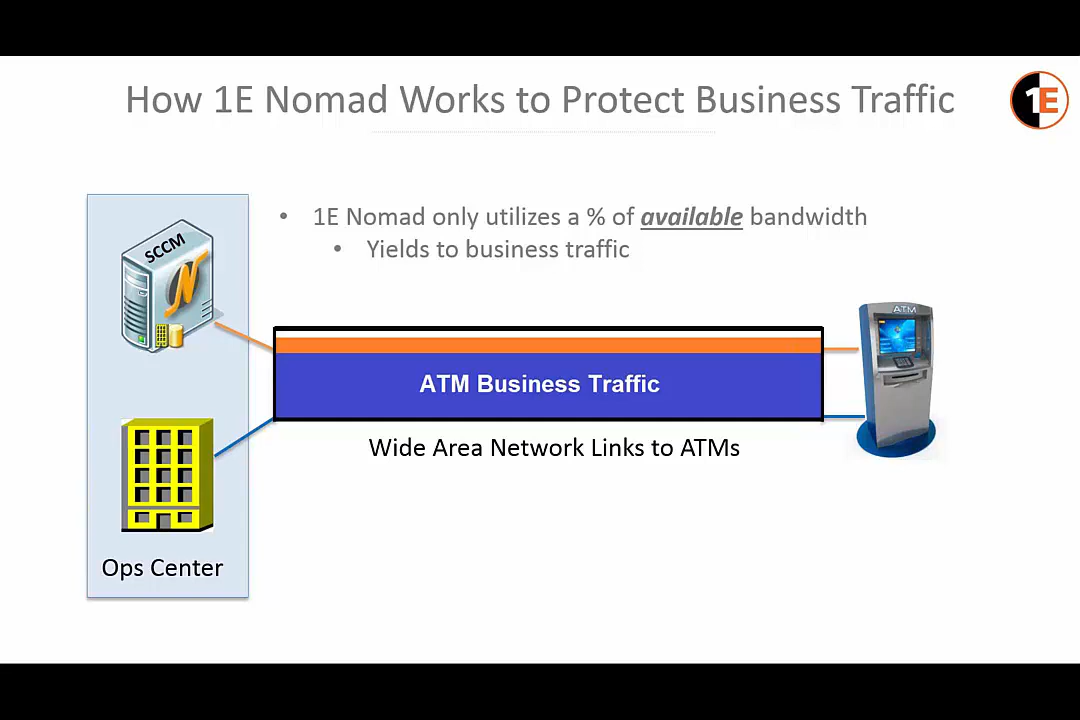 How 1E Nomad Works to Protect Business Traffic
1E
• 1E Nomad only utilizes a % of available bandwidth
• Yields to business traffic
SCCM
N
ATM
ATM Business Traffic
Wide Area Network Links to ATMs
Ops Center